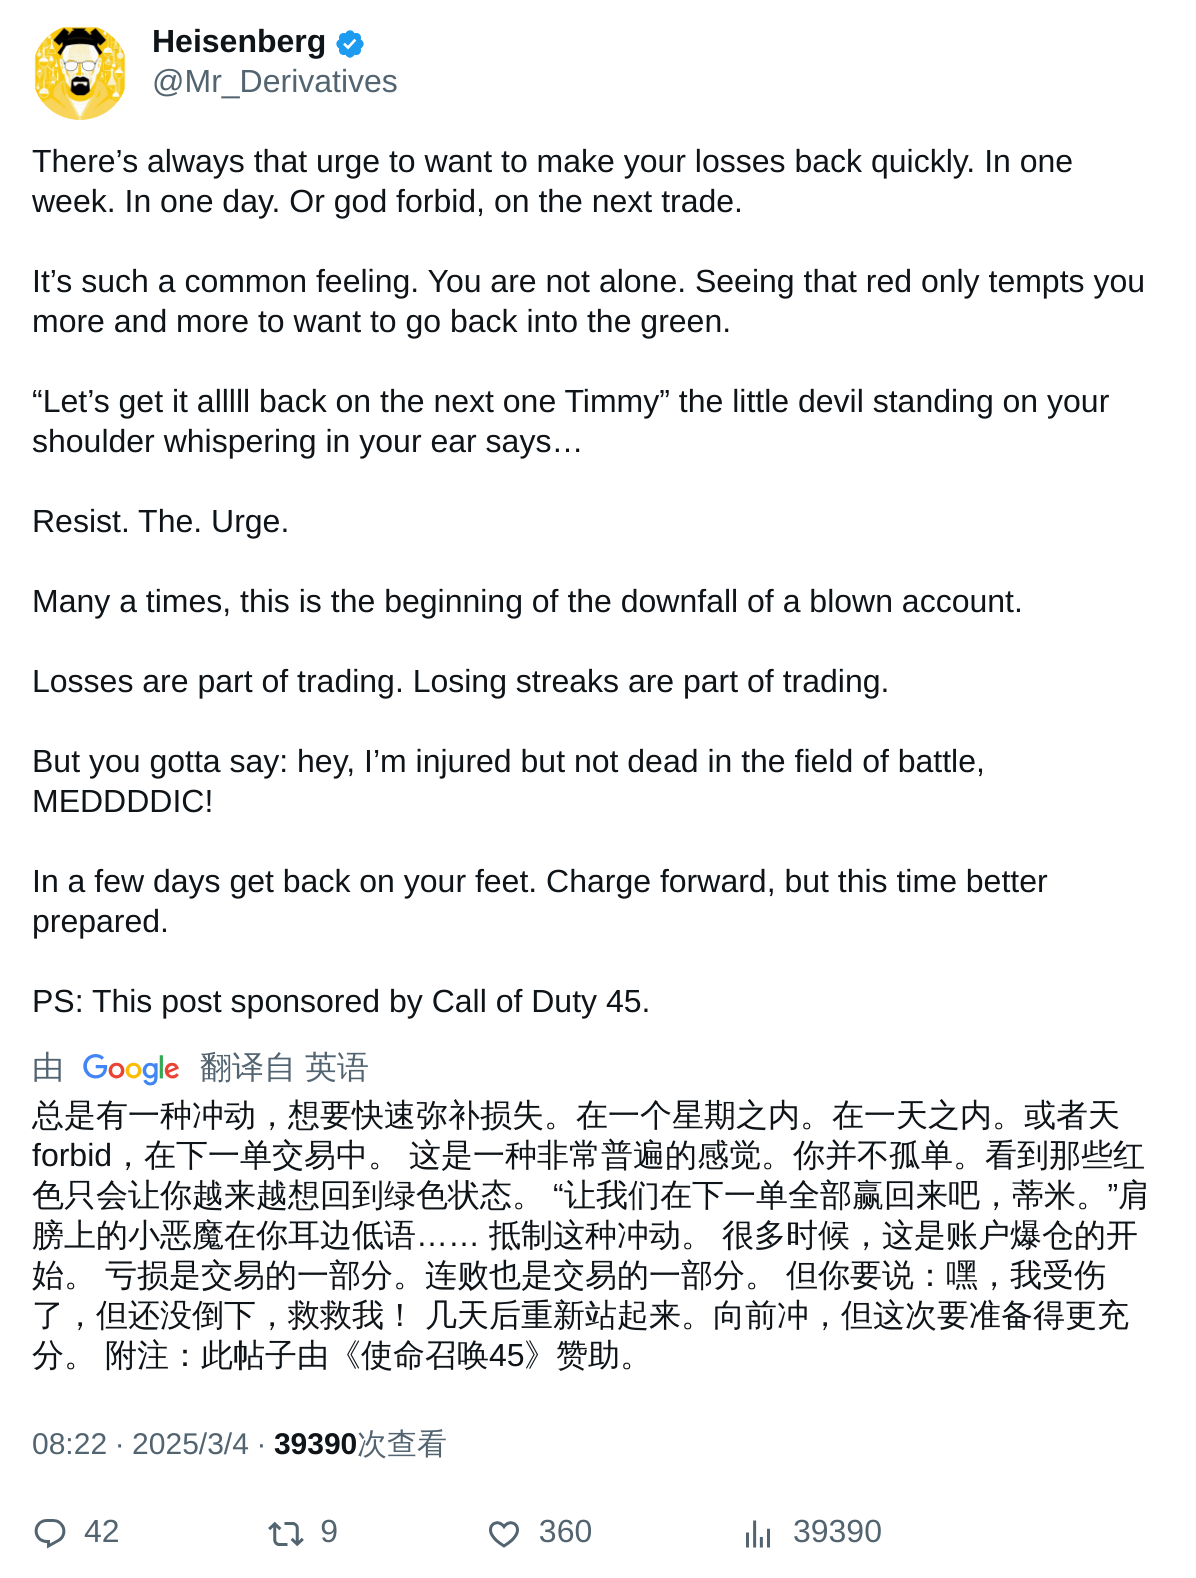 Heisenberg
@Mr_Derivatives
There’s always that urge to want to make your losses back quickly. In one
week. In one day. Or god forbid, on the next trade.
It’s such a common feeling. You are not alone. Seeing that red only tempts you
more and more to want to go back into the green.
“Let’s get it alllll back on the next one Timmy” the little devil standing on your
shoulder whispering in your ear says…
Resist. The. Urge.
Many a times, this is the beginning of the downfall of a blown account.
Losses are part of trading. Losing streaks are part of trading.
But you gotta say: hey, I’m injured but not dead in the field of battle,
MEDDDDIC!
In a few days get back on your feet. Charge forward, but this time better
prepared.
PS: This post sponsored by Call of Duty 45.
由 Google 翻译自 英语
总是有一种冲动，想要快速弥补损失。在一个星期之内。在一天之内。或者天
forbid，在下一单交易中。 这是一种非常普遍的感觉。你并不孤单。看到那些红
色只会让你越来越想回到绿色状态。 “让我们在下一单全部赢回来吧，蒂米。”肩
膀上的小恶魔在你耳边低语…… 抵制这种冲动。 很多时候，这是账户爆仓的开
始。 亏损是交易的一部分。连败也是交易的一部分。 但你要说：嘿，我受伤
了，但还没倒下，救救我！ 几天后重新站起来。向前冲，但这次要准备得更充
分。 附注：此帖子由《使命召唤45》赞助。
08:22 · 2025/3/4 · 39390次查看
42 9 360 39390